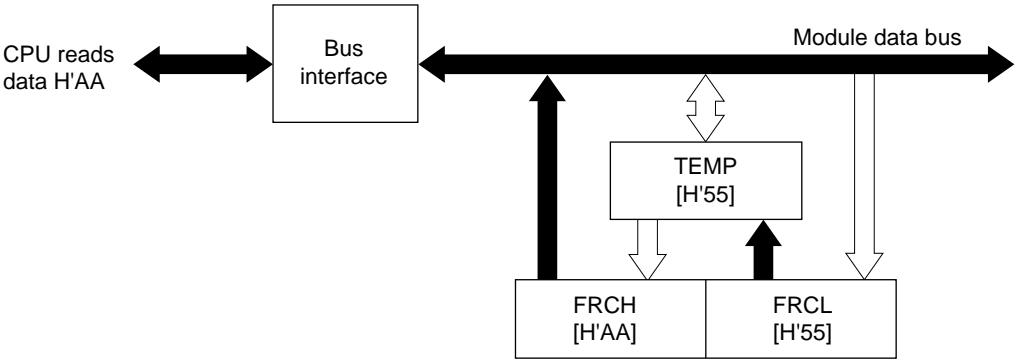 CPU reads
data H'AA
Bus
interface
Module data bus
TEMP
[H'55]
FRCH
[H'AA]
FRCL
[H'55]